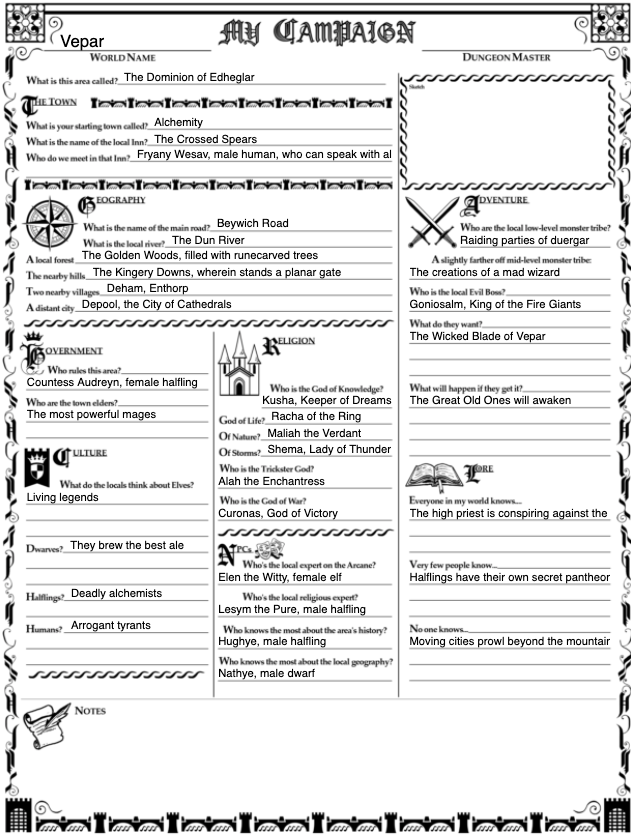 Vepar
My Campaign
World Name
Dungeon Master
What is this area called? The Dominion of Edheglar
Sketch
The Town
What is your starting town called? Alchemity
What is the name of the local Inn? The Crossed Spears
Who do we meet in that Inn? Fryany Wesav, male human, who can speak with al
Geography
What is the name of the main road? Beywich Road
What is the local river? The Dun River
A local forest The Golden Woods, filled with runecarved trees
The nearby hills The Kingery Downs, wherein stands a planar gate
Two nearby villages Deham, Enthorp
A distant city Depool, the City of Cathedrals
Government
Who rules this area?
Countess Audreyn, female halfling
Who are the town elders?
The most powerful mages
Culture
What do the locals think about Elves?
Living legends
Dwarves? They brew the best ale
Halflings? Deadly alchemists
Humans? Arrogant tyrants
Religion
Who is the God of Knowledge?
Kusha, Keeper of Dreams
God of Life? Racha of the Ring
Of Nature? Maliah the Verdant
Of Storms? Shema, Lady of Thunder
Who is the Trickster God?
Alah the Enchantress
Who is the God of War?
Curonas, God of Victory
NPCs
Who's the local expert on the Arcane?
Elen the Witty, female elf
Who's the local religious expert?
Lesym the Pure, male halfling
Who knows the most about the area's history?
Hughye, male halfling
Who knows the most about the local geography?
Nathye, male dwarf
Adventure
Who are the local low-level monster tribe?
Raiding parties of duergar
A slightly farther off mid-level monster tribe:
The creations of a mad wizard
Who is the local Evil Boss?
Goniosalm, King of the Fire Giants
What do they want?
The Wicked Blade of Vepar
What will happen if they get it?
The Great Old Ones will awaken
Lore
Everyone in my world knows....
The high priest is conspiring against the
Very few people know...
Halflings have their own secret pantheon
No one knows...
Moving cities prowl beyond the mountain
Notes